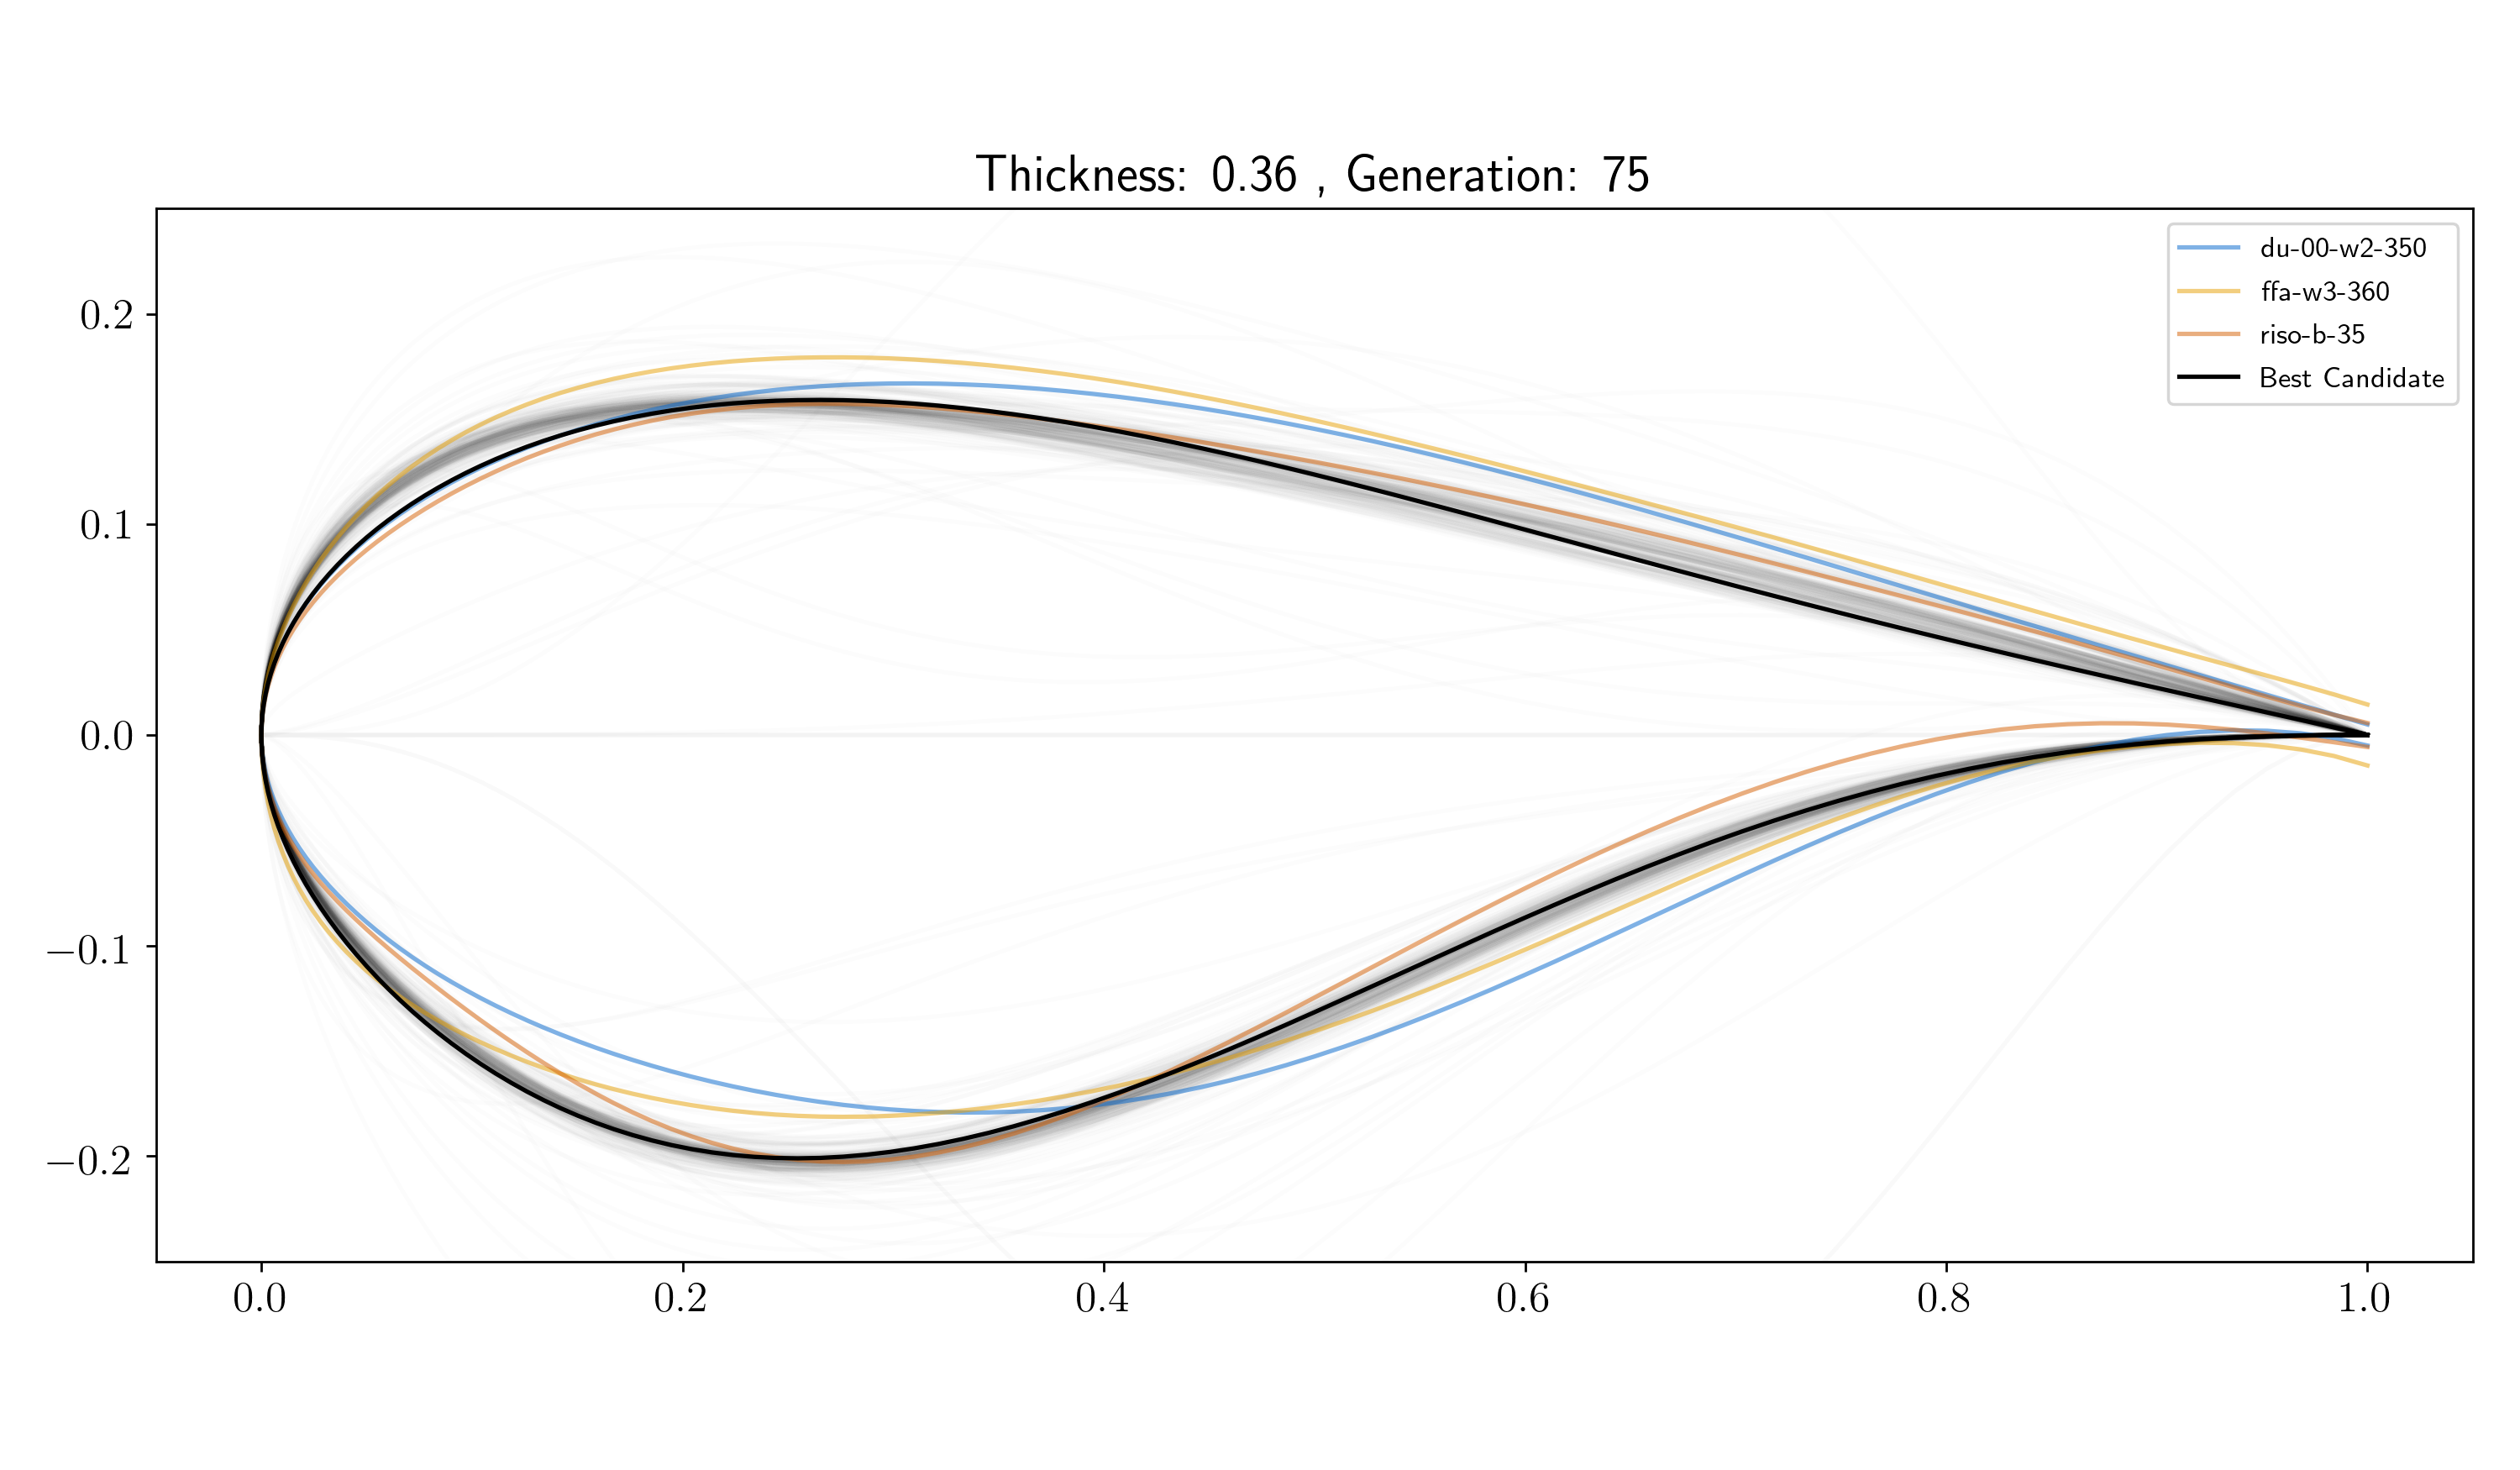 Thickness: 0.36 , Generation: 75
du-00-w2-350
ffa-w3-360
riso-b-35
Best Candidate
0.2
0.1
0.0
−0.1
−0.2
0.0 0.2 0.4 0.6 0.8 1.0